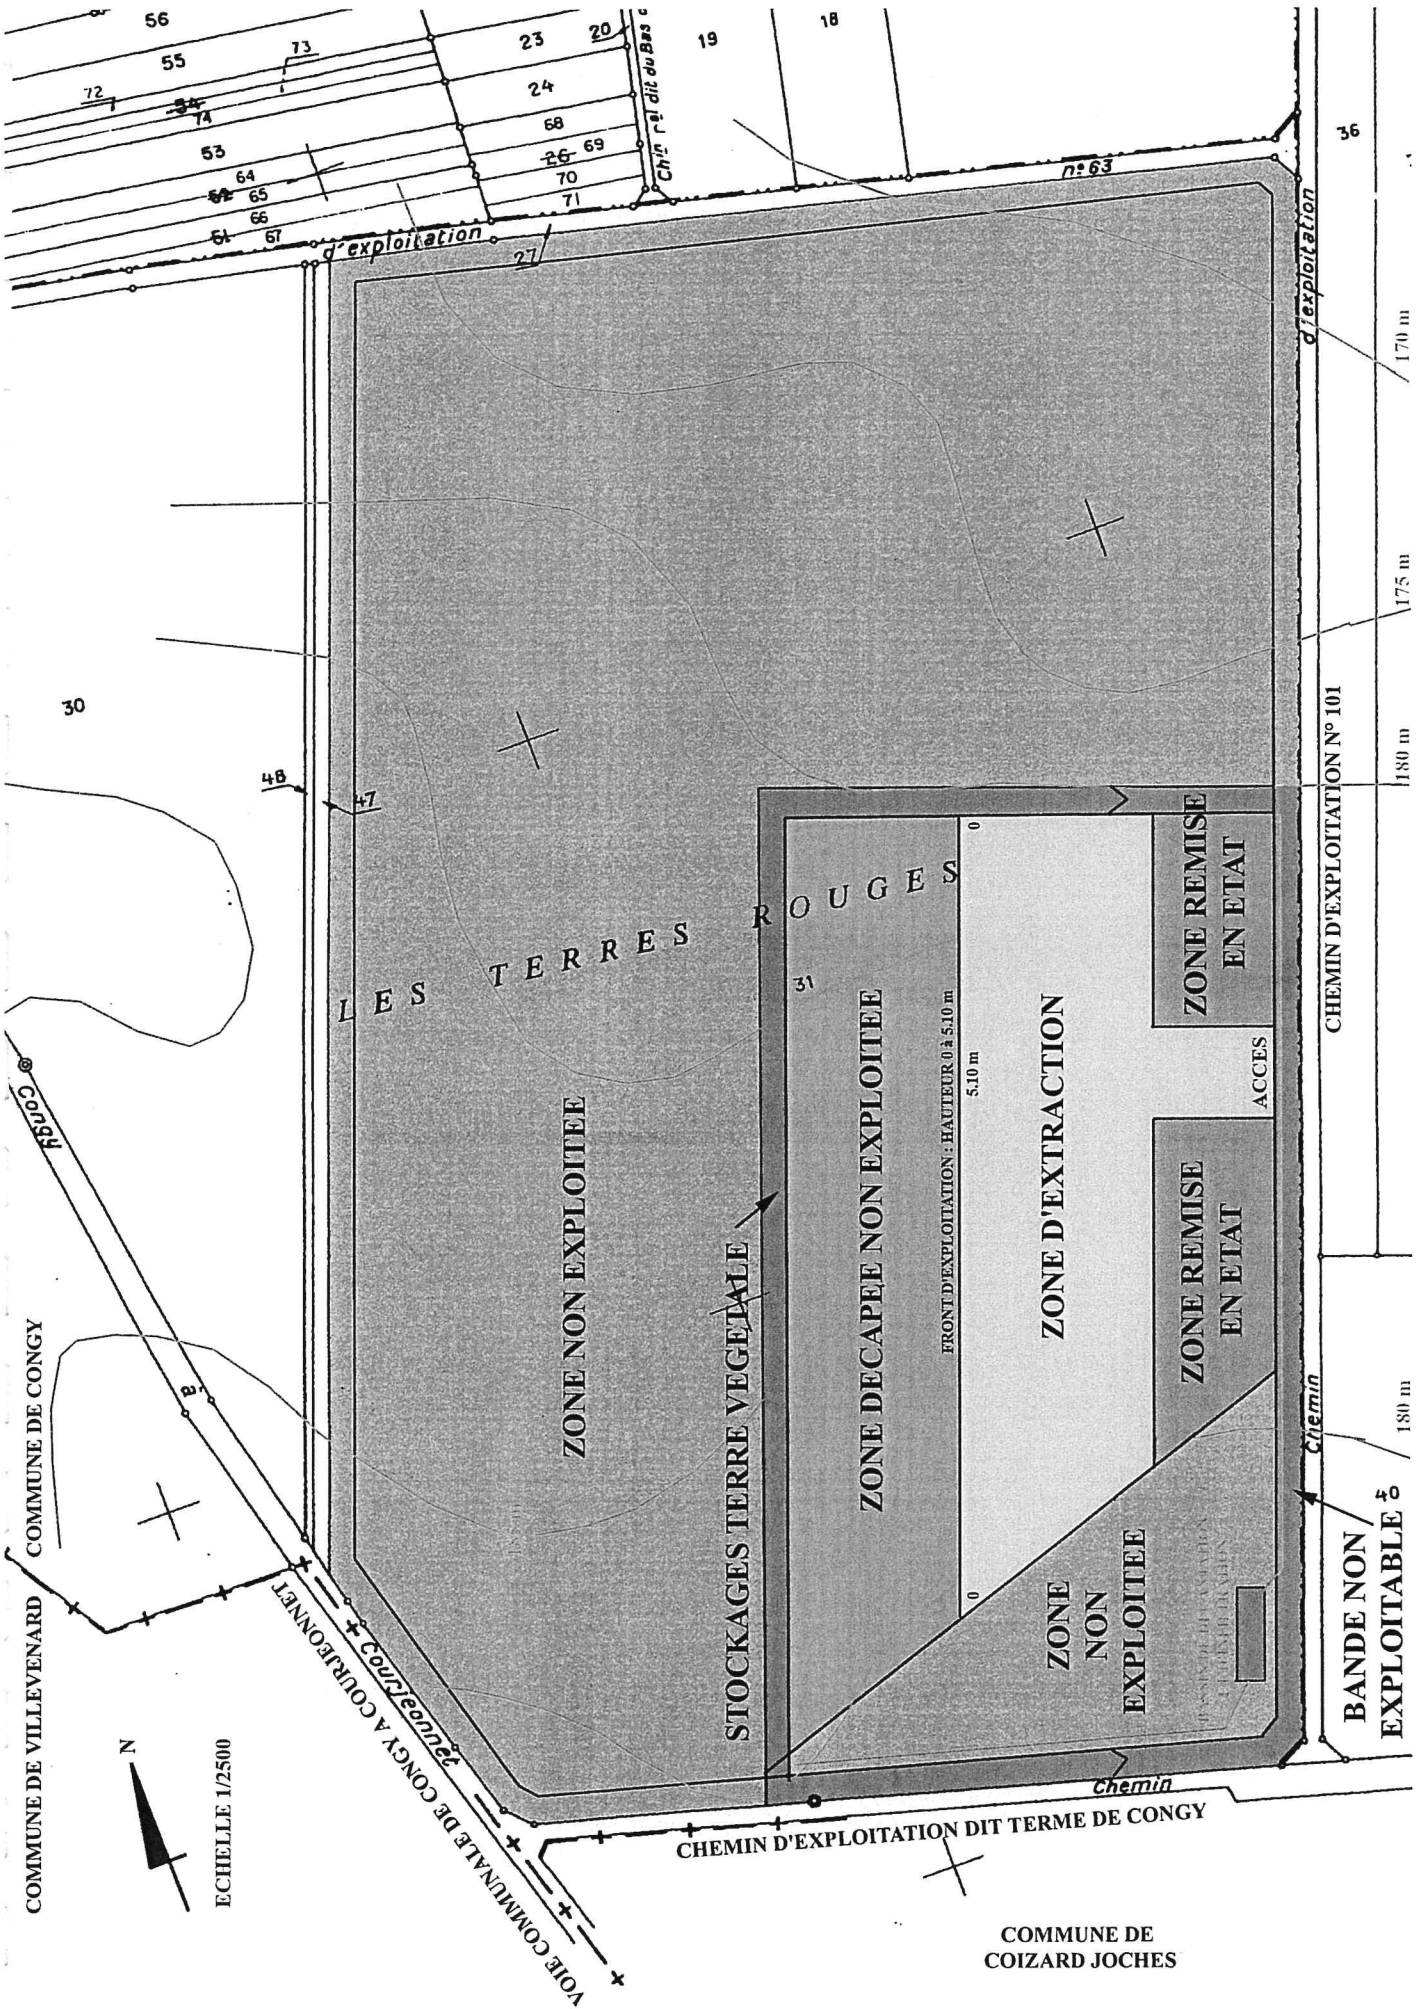 56
55
72
73
54
74
53
64
52
65
66
61
67
23
20
24
68
26
69
70
71
Ch'in r'al dit du Bas
19
18
36
n° 63
d'exploitation
27
d'exploitation
170 m
30
48
47
175 m
180 m
CHEMIN D'EXPLOITATION N° 101
LES TERRES ROUGES
31
ZONE NON EXPLOITEE
STOCKAGES TERRE VEGETALE
ZONE DECAPEE NON EXPLOITEE
FRONT D'EXPLOITATION : HAUTEUR 0 à 5.10 m
0
5.10 m
0
ZONE D'EXTRACTION
ZONE REMISE
EN ETAT
ACCES
ZONE REMISE
EN ETAT
ZONE
NON
EXPLOITEE
Congy
à
Courjeonnet
VOIE COMMUNALE DE CONGY A COURJEONNET
COMMUNE DE VILLEVENARD
COMMUNE DE CONGY
N
ECHELLE 1/2500
Chemin
180 m
40
BANDE NON
EXPLOITABLE
Chemin
CHEMIN D'EXPLOITATION DIT TERME DE CONGY
COMMUNE DE
COIZARD JOCHES